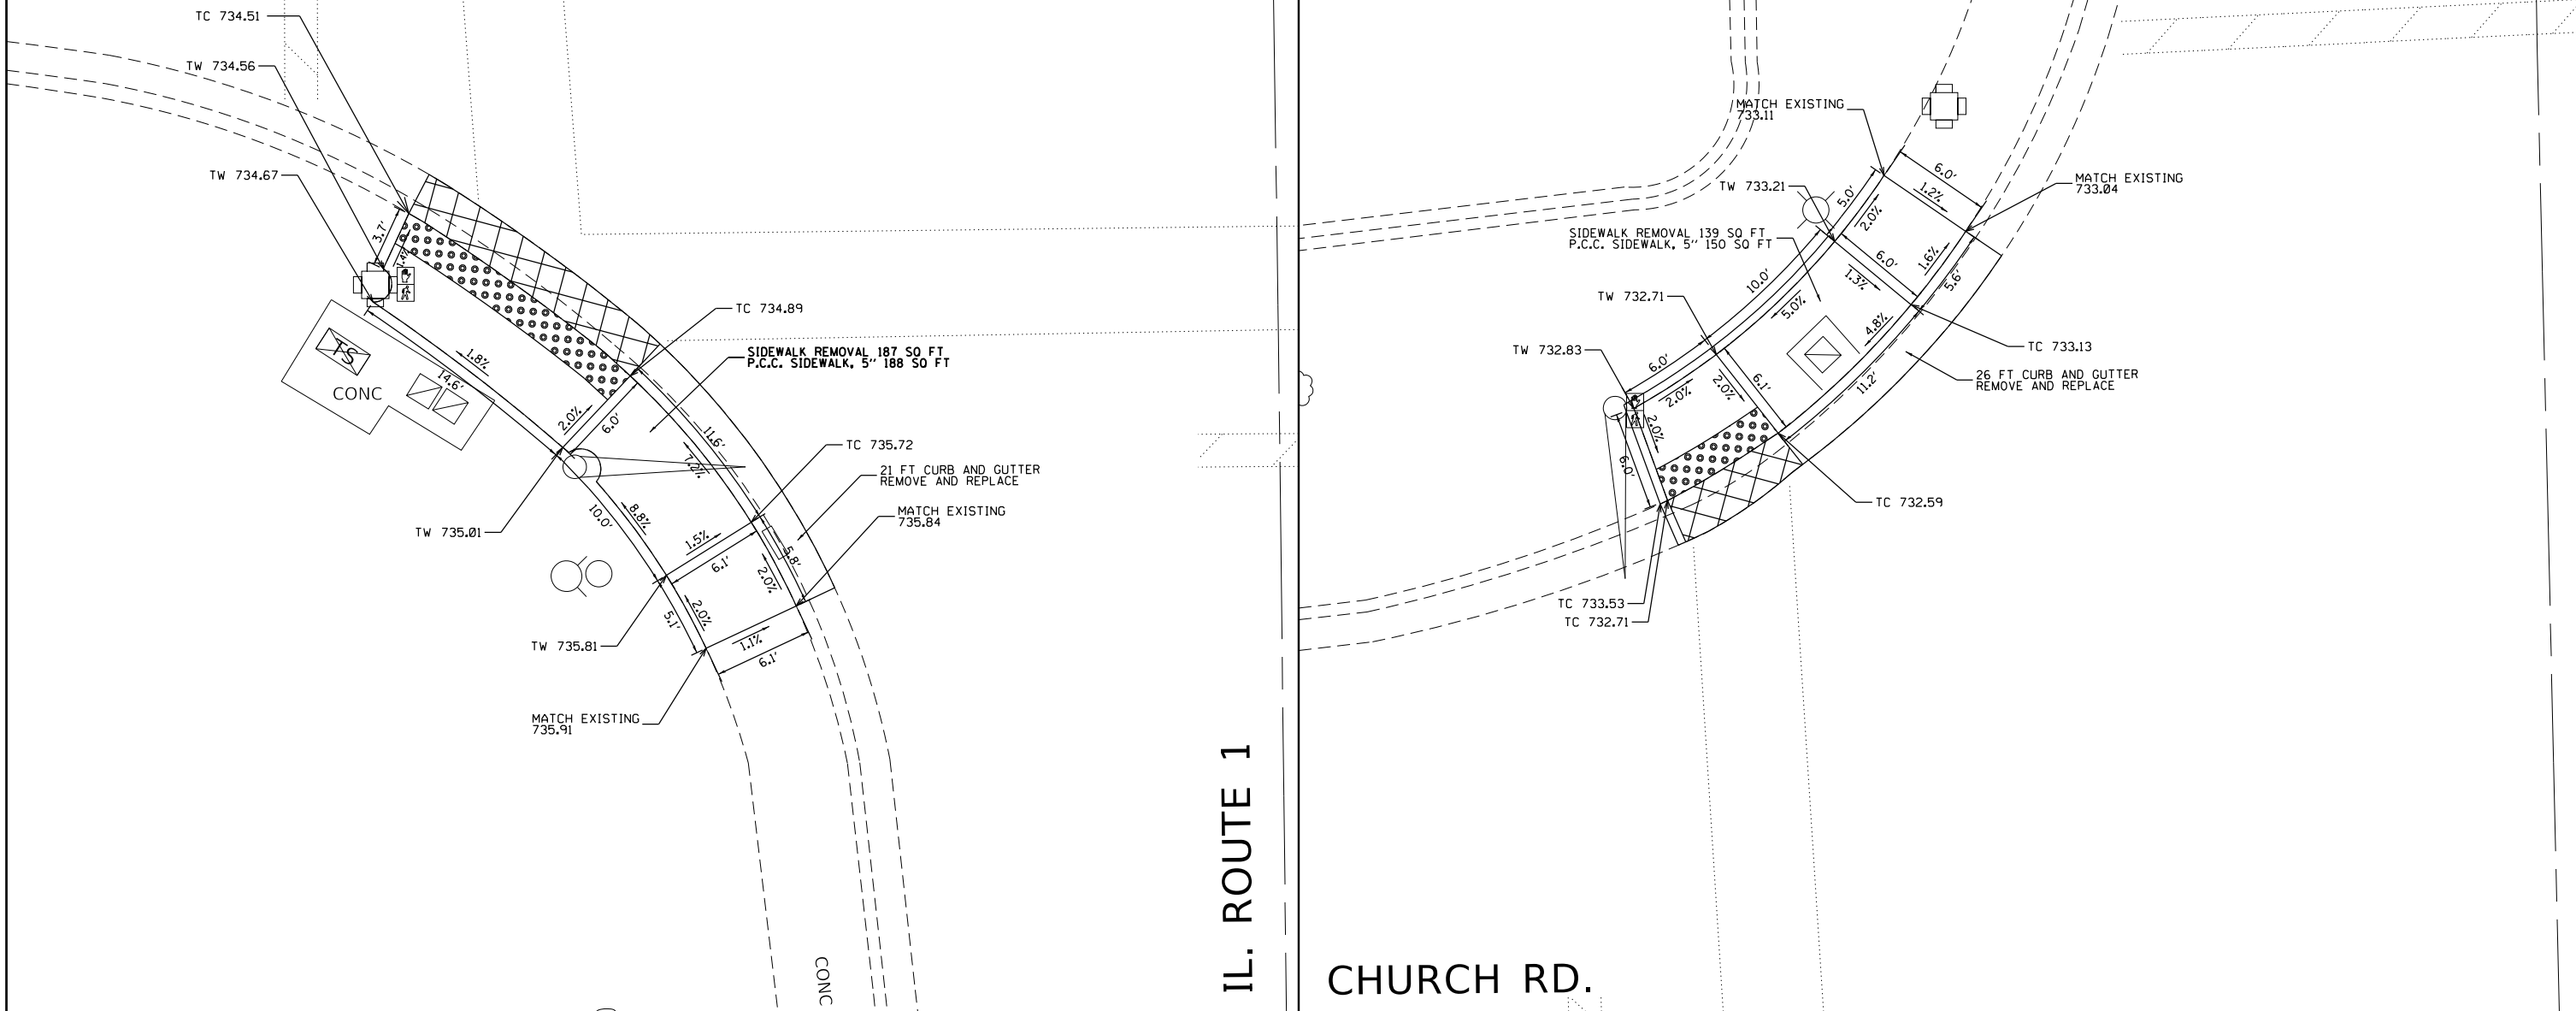 TC 734.51
TW 734.56
TW 734.67
3.7'
1.4%
TS
CONC
1.8%
14.6'
TC 734.89
SIDEWALK REMOVAL 187 SQ FT
P.C.C. SIDEWALK, 5" 188 SQ FT
2.0%
6.0'
11.6'
7.2%
TC 735.72
21 FT CURB AND GUTTER
REMOVE AND REPLACE
MATCH EXISTING
735.84
TW 735.01
10.0'
8.8%
1.5%
6.1'
5.8'
2.0%
2.0%
5.1'
TW 735.81
1.1%
6.1'
MATCH EXISTING
735.91
CONC
IL. ROUTE 1
MATCH EXISTING
733.11
6.0'
1.2%
MATCH EXISTING
733.04
TW 733.21
5.0'
2.0%
SIDEWALK REMOVAL 139 SQ FT
P.C.C. SIDEWALK, 5" 150 SQ FT
6.0'
1.3%
1.6%
5.6'
10.0'
5.0%
TW 732.71
4.8%
TC 733.13
TW 732.83
6.0'
2.0%
2.0%
6.1'
11.2'
26 FT CURB AND GUTTER
REMOVE AND REPLACE
2.0%
6.0'
TC 732.59
TC 733.53
TC 732.71
CHURCH RD.